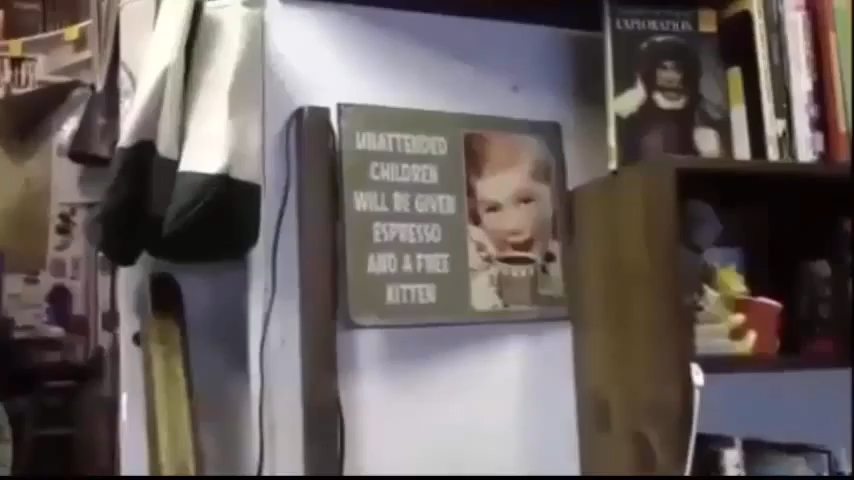 EXPLORATION
UNATTENDED
CHILDREN
WILL BE GIVEN
ESPRESSO
AND A FREE
KITTEN